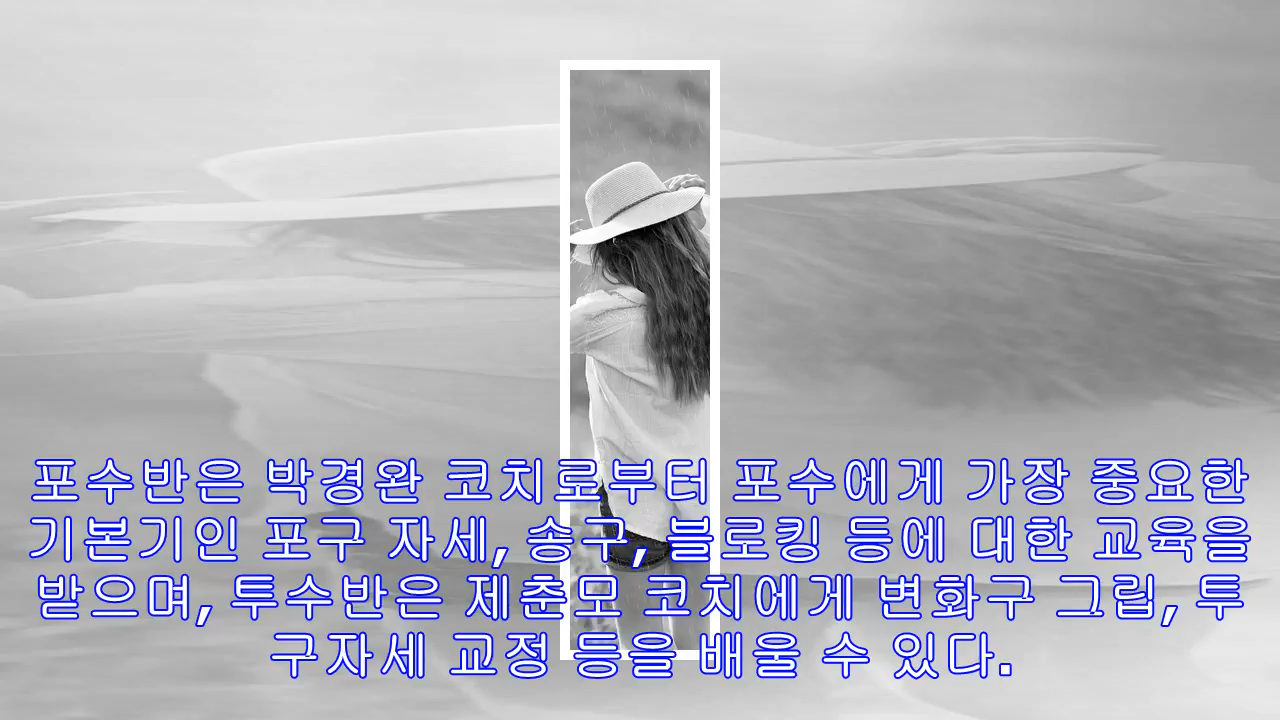 포수반은 박경완 코치로부터 포수에게 가장 중요한
기본기인 포구 자세, 송구, 블로킹 등에 대한 교육을
받으며, 투수반은 제춘모 코치에게 변화구 그립, 투
구자세 교정 등을 배울 수 있다.